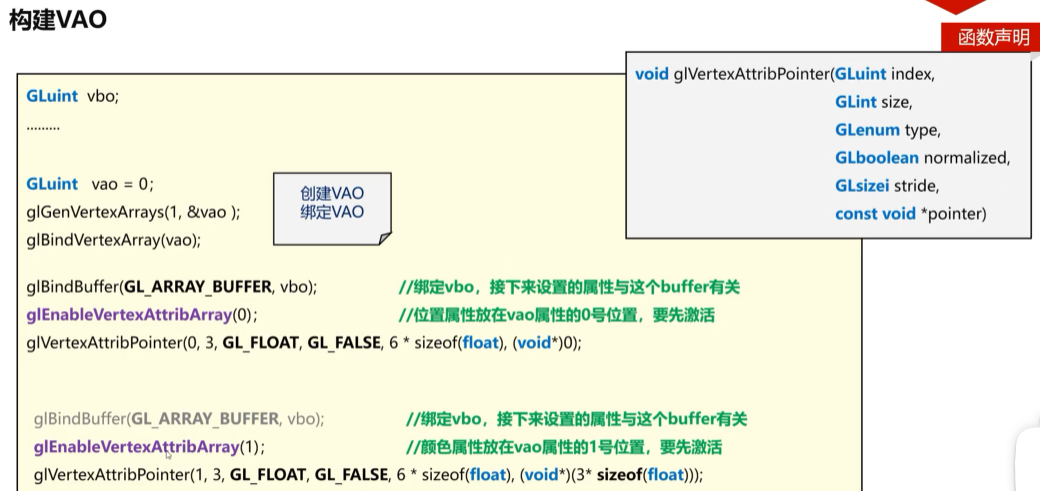 构建VAO
函数声明
void glVertexAttribPointer(GLuint index,
GLint size,
GLenum type,
GLboolean normalized,
GLsizei stride,
const void *pointer)
GLuint vbo;
.........
GLuint vao = 0;
glGenVertexArrays(1, &vao );
glBindVertexArray(vao);
创建VAO
绑定VAO
glBindBuffer(GL_ARRAY_BUFFER, vbo); //绑定vbo，接下来设置的属性与这个buffer有关
glEnableVertexAttribArray(0); //位置属性放在vao属性的0号位置，要先激活
glVertexAttribPointer(0, 3, GL_FLOAT, GL_FALSE, 6 * sizeof(float), (void*)0);
glBindBuffer(GL_ARRAY_BUFFER, vbo); //绑定vbo，接下来设置的属性与这个buffer有关
glEnableVertexAttribArray(1); //颜色属性放在vao属性的1号位置，要先激活
glVertexAttribPointer(1, 3, GL_FLOAT, GL_FALSE, 6 * sizeof(float), (void*)(3* sizeof(float)));